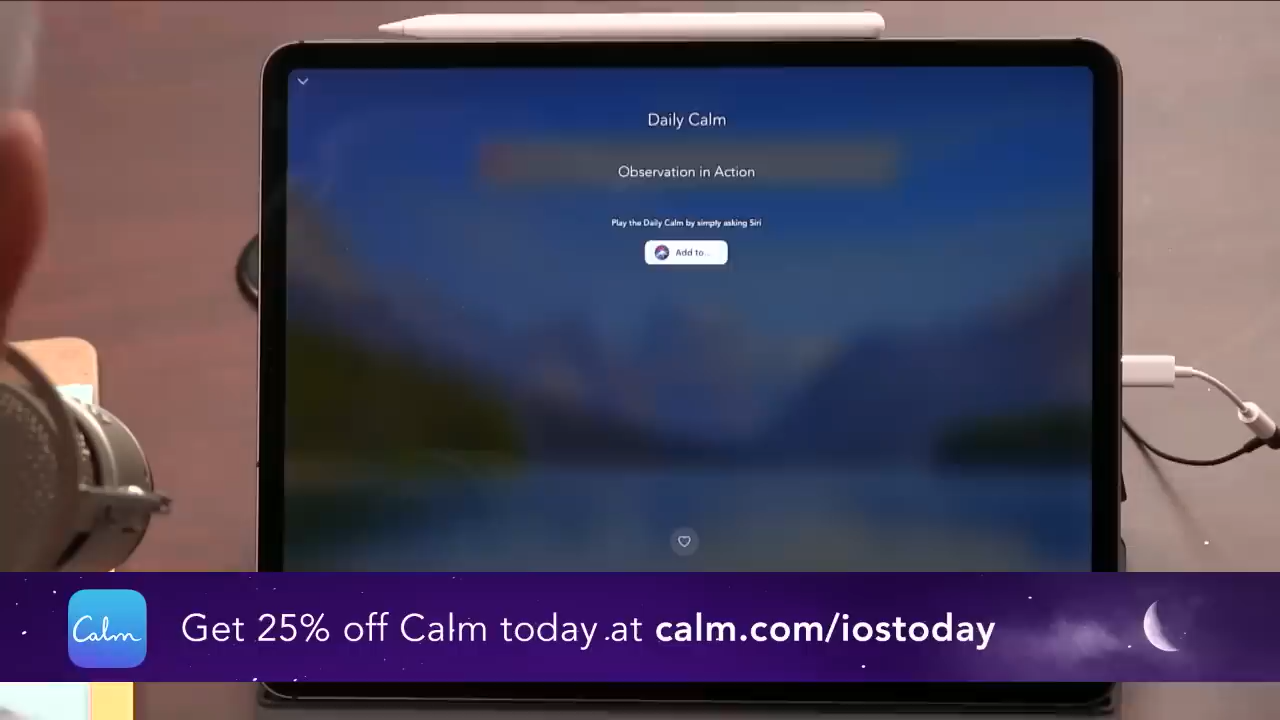 Daily Calm
Observation in Action
Play the Daily Calm by simply asking Siri
Add to...
Calm
Get 25% off Calm today at calm.com/iostoday